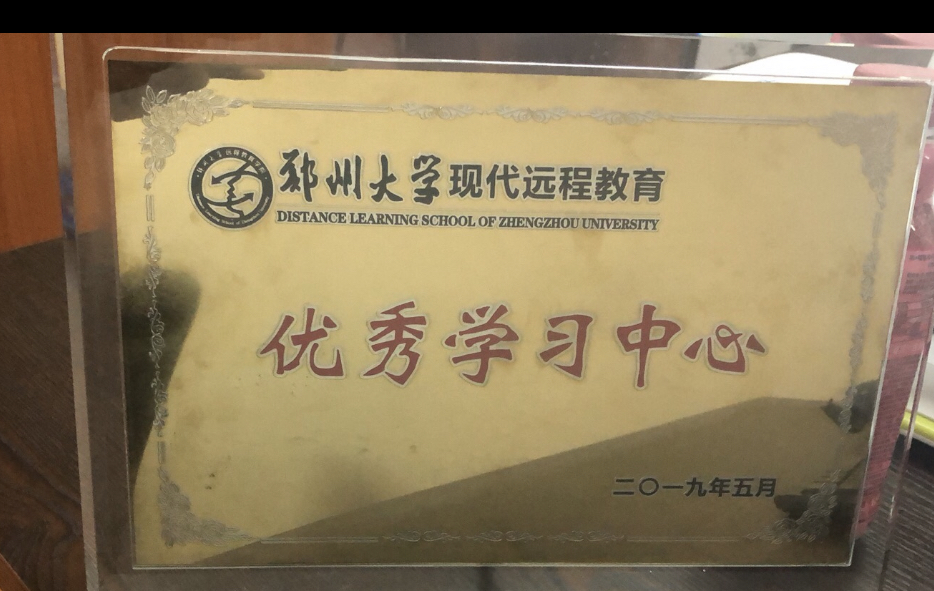 郑州大学现代远程教育
DISTANCE LEARNING SCHOOL OF ZHENGZHOU UNIVERSITY
优秀学习中心
二〇一九年五月